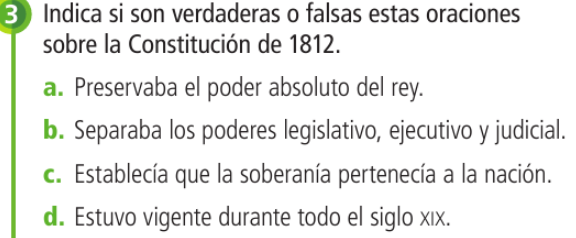 3 Indica si son verdaderas o falsas estas oraciones
sobre la Constitución de 1812.
a. Preservaba el poder absoluto del rey.
b. Separaba los poderes legislativo, ejecutivo y judicial.
c. Establecía que la soberanía pertenecía a la nación.
d. Estuvo vigente durante todo el siglo XIX.